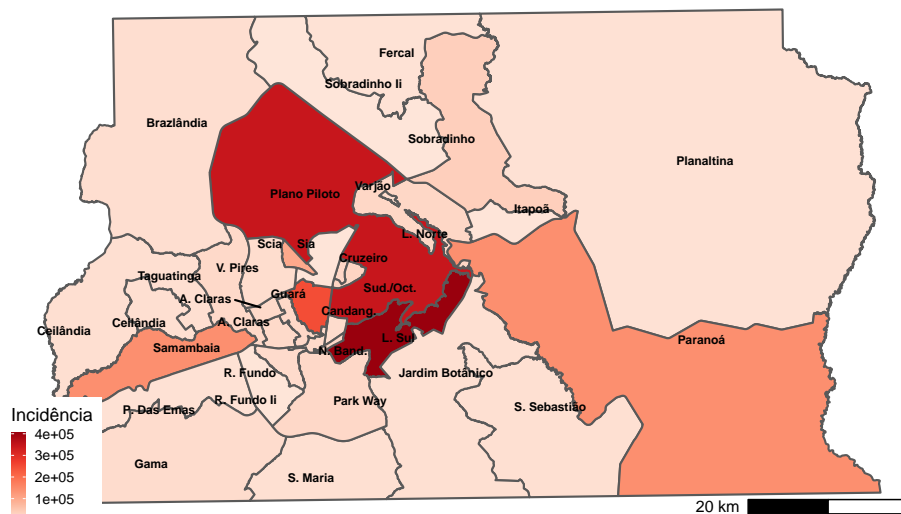 Fercal
Sobradinho Ii
Brazlândia
Sobradinho
Planaltina
Varjão
Plano Piloto
Itapoã
L. Norte
Scia
Sia
Cruzeiro
V. Pires
Taguatinga
Sud./Oct.
Guará
A. Claras
Candang.
Ceilândia
Ceilândia
A. Claras
L. Sul
Paranoá
Samambaia
N. Band.
R. Fundo
Jardim Botânico
R. Fundo Ii
Park Way
S. Sebastião
P. Das Emas
Incidência
4e+05
3e+05
2e+05
1e+05
Gama
S. Maria
20 km